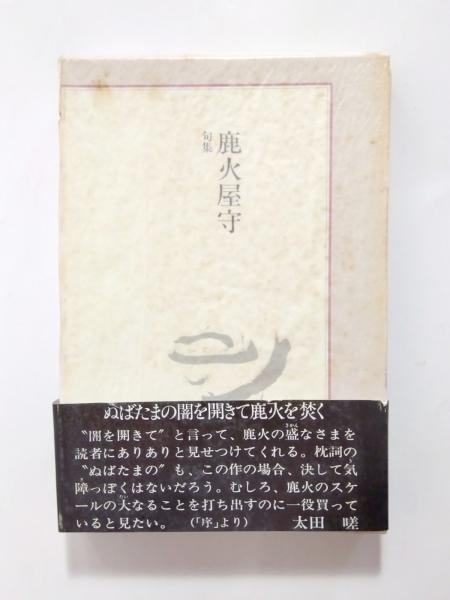 句集
鹿火屋守
ぬばたまの闇を開きて鹿火を焚く
〝闇を開きて〟と言って、鹿火の盛なさまを
さかん
読者にありありと見せつけてくれる。枕詞の
〝ぬばたまの〟も、この作の場合、決して気
障っぽくはないだろう。むしろ、鹿火のスケ
ざ
ールの大なることを打ち出すのに一役買って
だい
いると見たい。（「序」より）　太田 嗟